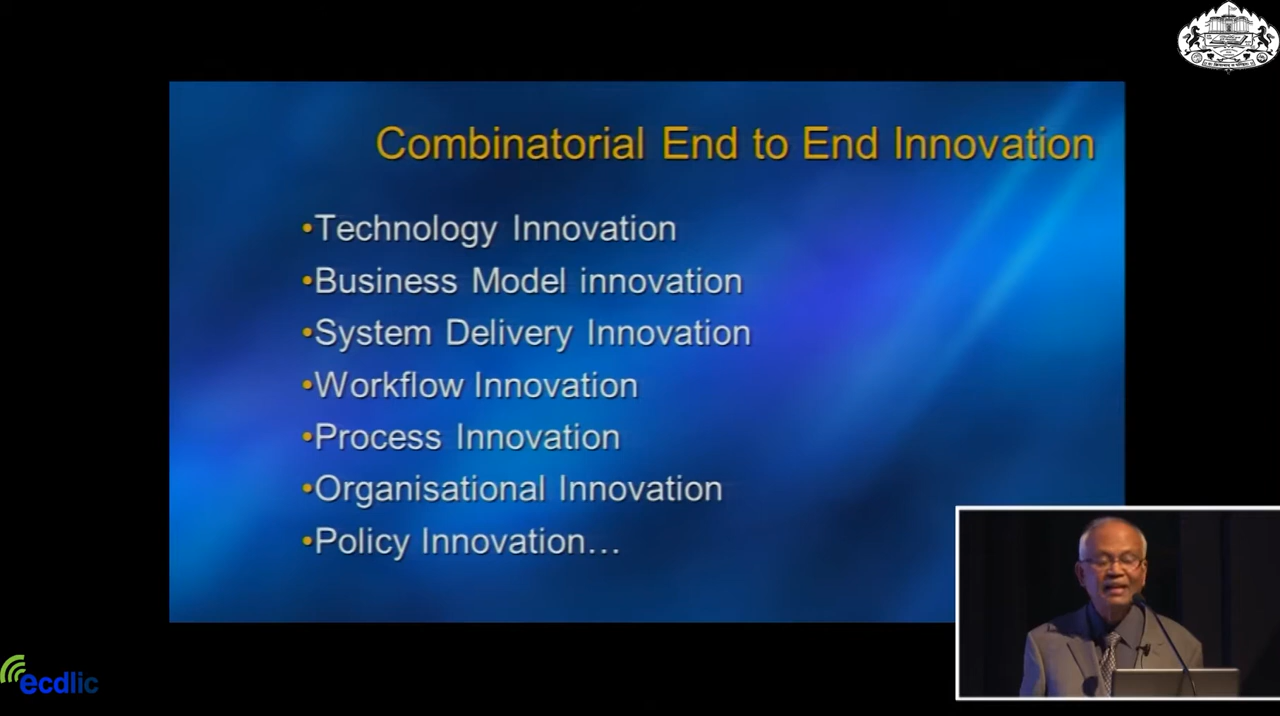 Combinatorial End to End Innovation
•Technology Innovation
•Business Model innovation
•System Delivery Innovation
•Workflow Innovation
•Process Innovation
•Organisational Innovation
•Policy Innovation…
ecdlic